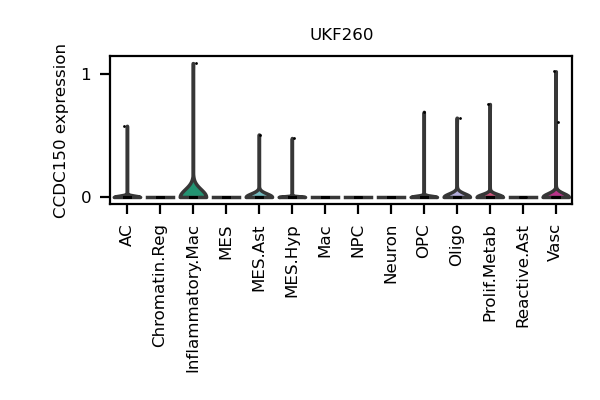 UKF260
CCDC150 expression
1
0
AC
Chromatin.Reg
Inflammatory.Mac
MES
MES.Ast
MES.Hyp
Mac
NPC
Neuron
OPC
Oligo
Prolif.Metab
Reactive.Ast
Vasc